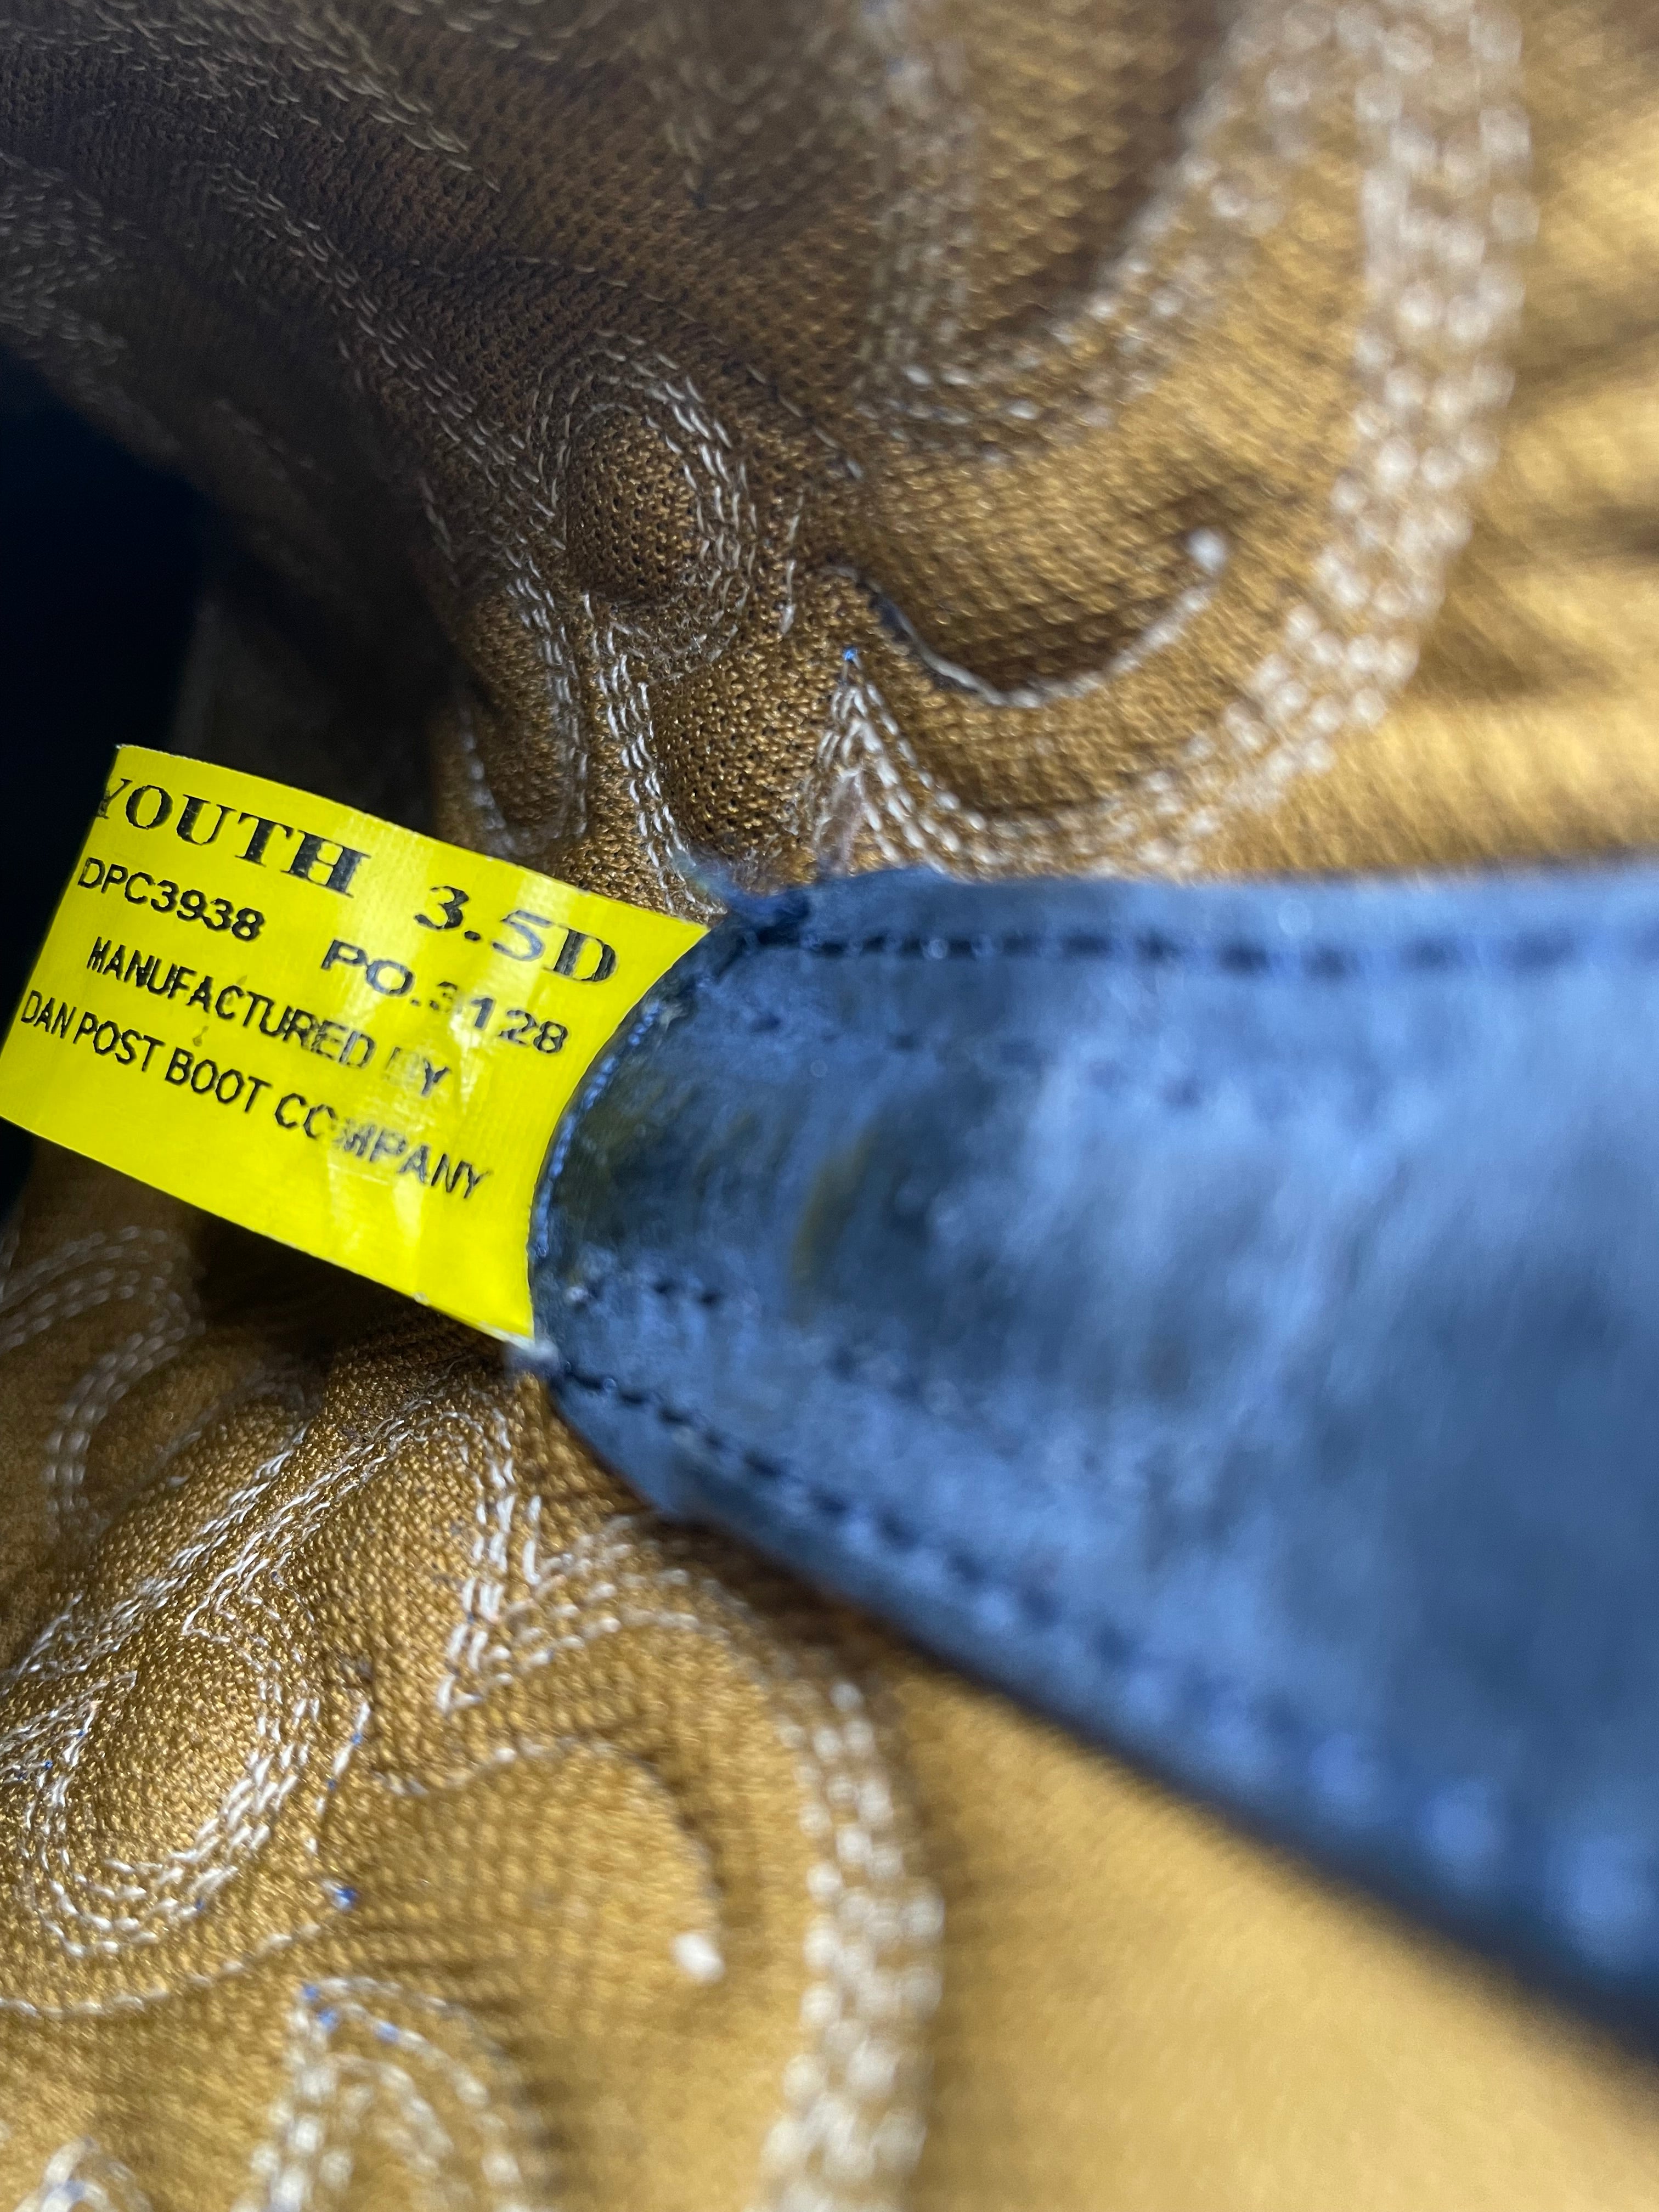 YOUTH 3.5D
DPC3938 PO.3128
MANUFACTURED BY
DAN POST BOOT COMPANY